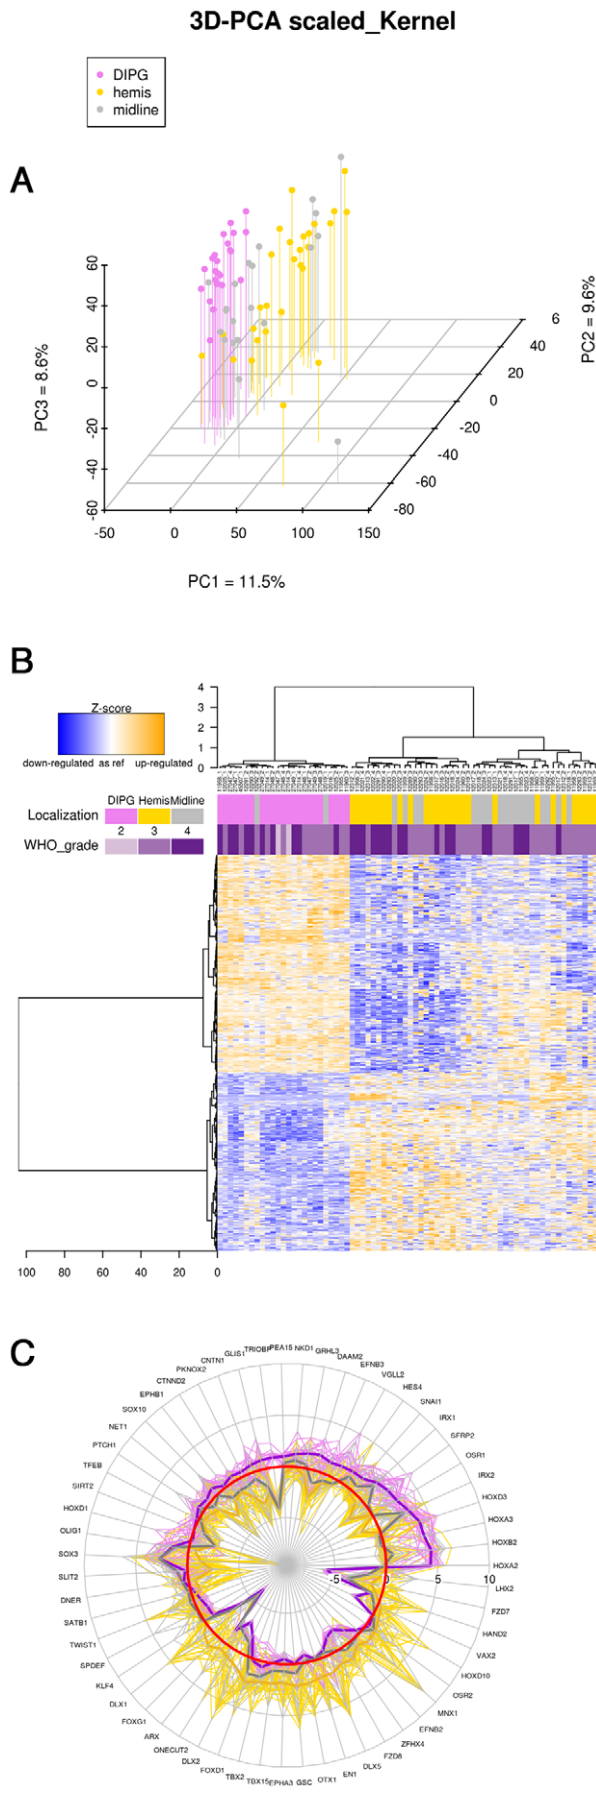 3D-PCA scaled_Kernel
DIPG
hemis
midline
A
60
40
20
0
-20
-40
-60
PC3 = 8.6%
-50
0
50
100
150
PC1 = 11.5%
6
40
20
0
-20
-40
-60
-80
PC2 = 9.6%
B
Z-score
down-regulated as ref up-regulated
4
3
2
1
0
DIPG Hemis Midline
Localization
2 3 4
WHO_grade
100 80 60 40 20 0
C
PEA15
NKD1
GRHL3
DAAM2
EFNB3
VGLL2
HES4
SNAI1
IRX1
SFRP2
OSR1
IRX2
HOXD3
HOXA3
HOXB2
HOXA2
LHX2
FZD7
HAND2
VAX2
HOXD10
OSR2
MNX1
EFNB2
ZFHX4
FZD8
DLX5
EN1
OTX1
GSC
EPHA3
TBX15
TBX2
FOXD1
DLX2
ONECUT2
ARX
FOXG1
DLX1
KLF4
SPDEF
TWIST1
SATB1
DNER
SLIT2
SOX3
OLIG1
HOXD1
SIRT2
TFEB
PTCH1
NET1
SOX10
EPHB1
CTNND2
PKNOX2
CNTN1
GLIS1
TRIOBP
-5 0 5 10